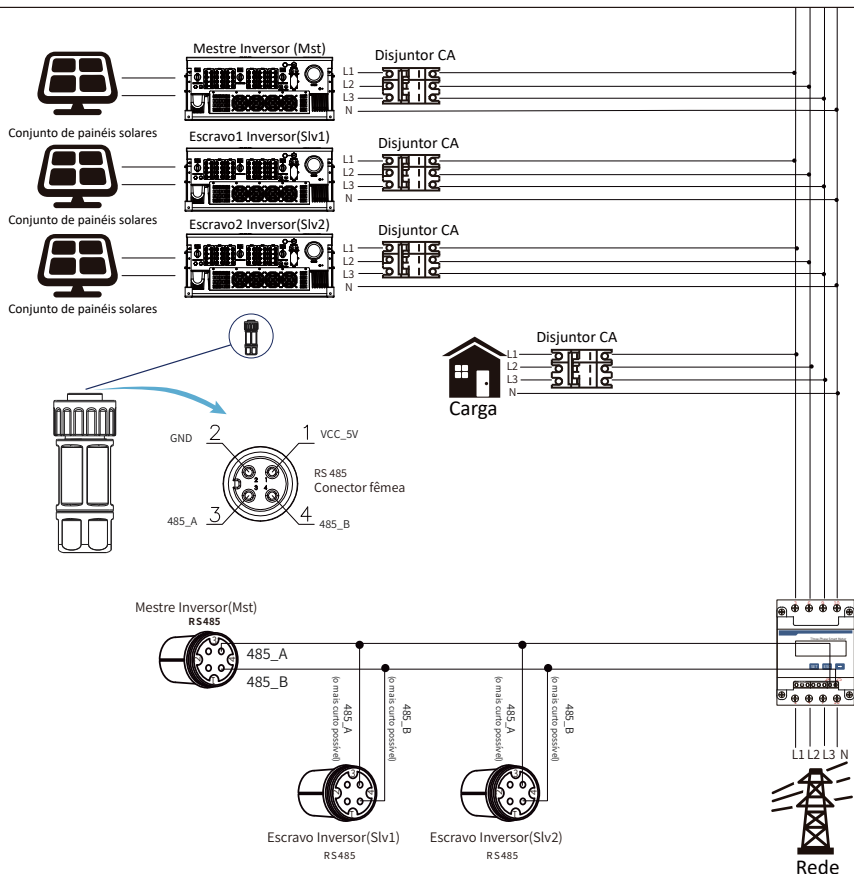 Mestre Inversor (Mst)
Disjuntor CA
L1
L2
L3
N
Conjunto de painéis solares
Escravo1 Inversor(Slv1)
Disjuntor CA
L1
L2
L3
N
Conjunto de painéis solares
Escravo2 Inversor(Slv2)
Disjuntor CA
L1
L2
L3
N
Conjunto de painéis solares
Disjuntor CA
L1
L2
L3
N
Carga
GND 2
1 VCC_5V
2 1
3 4
RS 485
Conector fêmea
485_A 3
4 485_B
Mestre Inversor(Mst)
RS485
485_A
485_B
485_A
(o mais curto possível)
485_B
(o mais curto possível)
485_A
(o mais curto possível)
485_B
(o mais curto possível)
L1 L2 L3 N
Escravo Inversor(Slv1)
RS485
Escravo Inversor(Slv2)
RS485
Rede